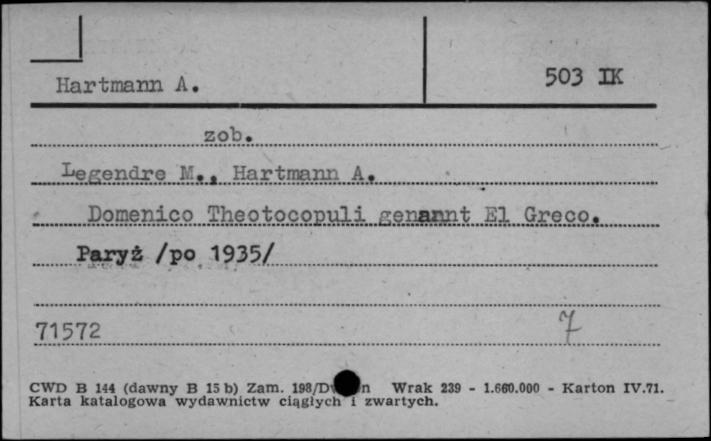 Hartmann A.
503 IK
zob.
Legendre M., Hartmann A.
Domenico Theotocopuli genannt El Greco.
Paryż /po 1935/
71572
7
CWD B 144 (dawny B 15 b) Zam. 198/D n Wrak 239 - 1.660.000 - Karton IV.71.
Karta katalogowa wydawnictw ciągłych i zwartych.